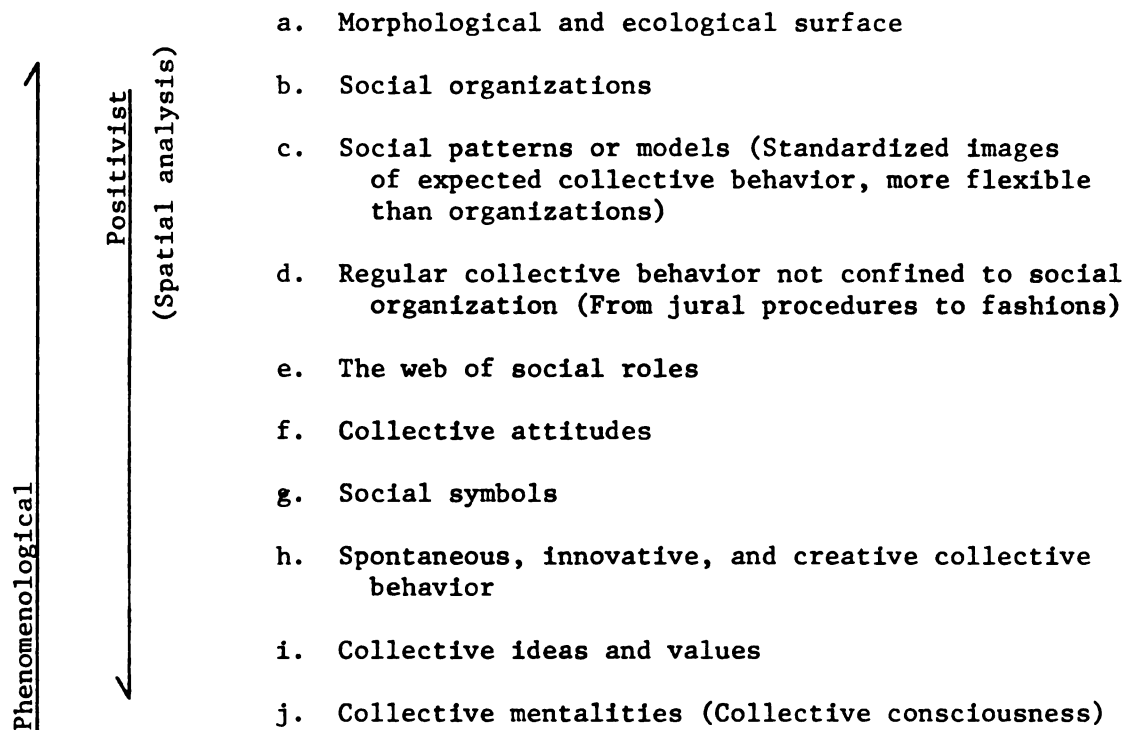 a. Morphological and ecological surface
b. Social organizations
c. Social patterns or models (Standardized images
of expected collective behavior, more flexible
than organizations)
d. Regular collective behavior not confined to social
organization (From jural procedures to fashions)
e. The web of social roles
f. Collective attitudes
g. Social symbols
h. Spontaneous, innovative, and creative collective
behavior
i. Collective ideas and values
j. Collective mentalities (Collective consciousness)
Phenomenological
Positivist
(Spatial analysis)